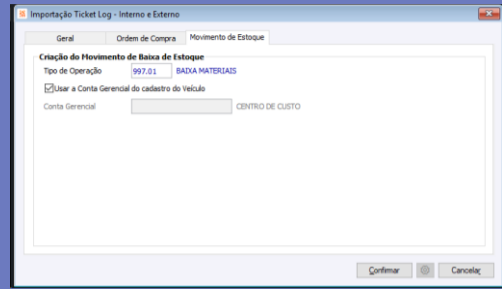 Importação Ticket Log - Interno e Externo
Geral Ordem de Compra Movimento de Estoque
Criação do Movimento de Baixa de Estoque
Tipo de Operação 997.01 BAIXA MATERIAIS
Usar a Conta Gerencial do cadastro do Veículo
Conta Gerencial CENTRO DE CUSTO
Confirmar Cancelar